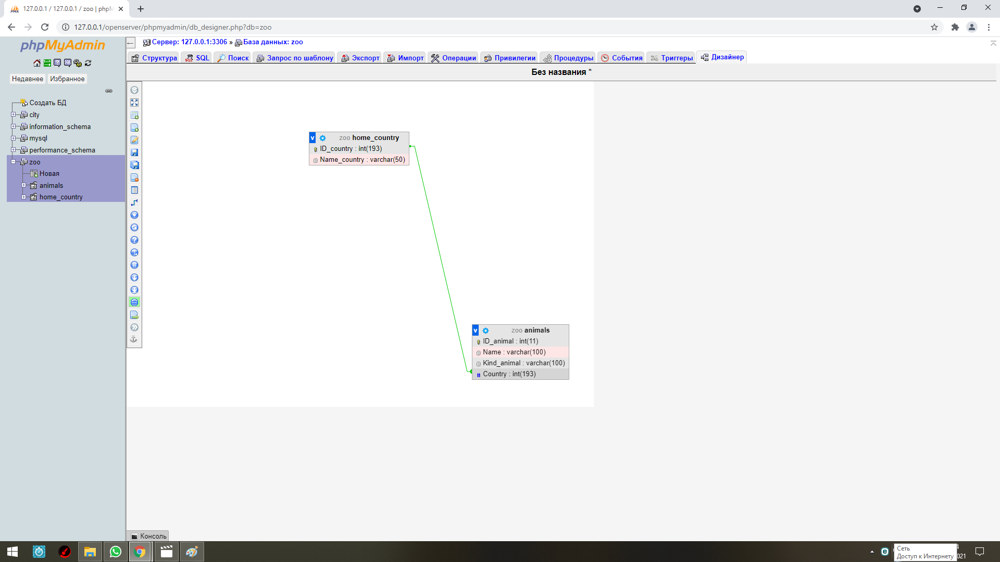 127.0.0.1 / 127.0.0.1 / zoo | phpM
127.0.0.1/openserver/phpmyadmin/db_designer.php?db=zoo
phpMyAdmin
Недавнее Избранное
Создать БД
city
information_schema
mysql
performance_schema
zoo
Новая
animals
home_country
Сервер: 127.0.0.1:3306 » База данных: zoo
Структура SQL Поиск Запрос по шаблону Экспорт Импорт Операции Привилегии Процедуры События Триггеры Дизайнер
Без названия *
v zoo home_country
ID_country : int(193)
Name_country : varchar(50)
v zoo animals
ID_animal : int(11)
Name : varchar(100)
Kind_animal : varchar(100)
# Country : int(193)
Консоль
Сеть
Доступ к Интернету
021